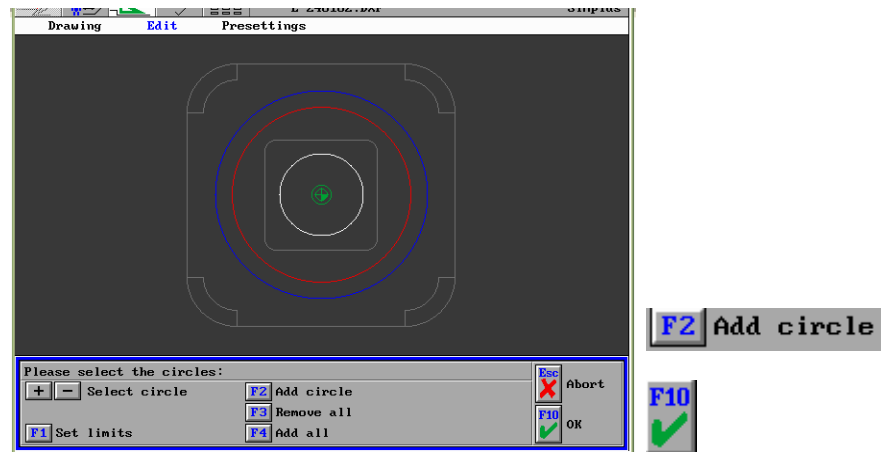 Drawing Edit Presettings
Please select the circles:
+ - Select circle
F2 Add circle
F3 Remove all
F1 Set limits
F4 Add all
Esc Abort
F10 OK
F2 Add circle
F10